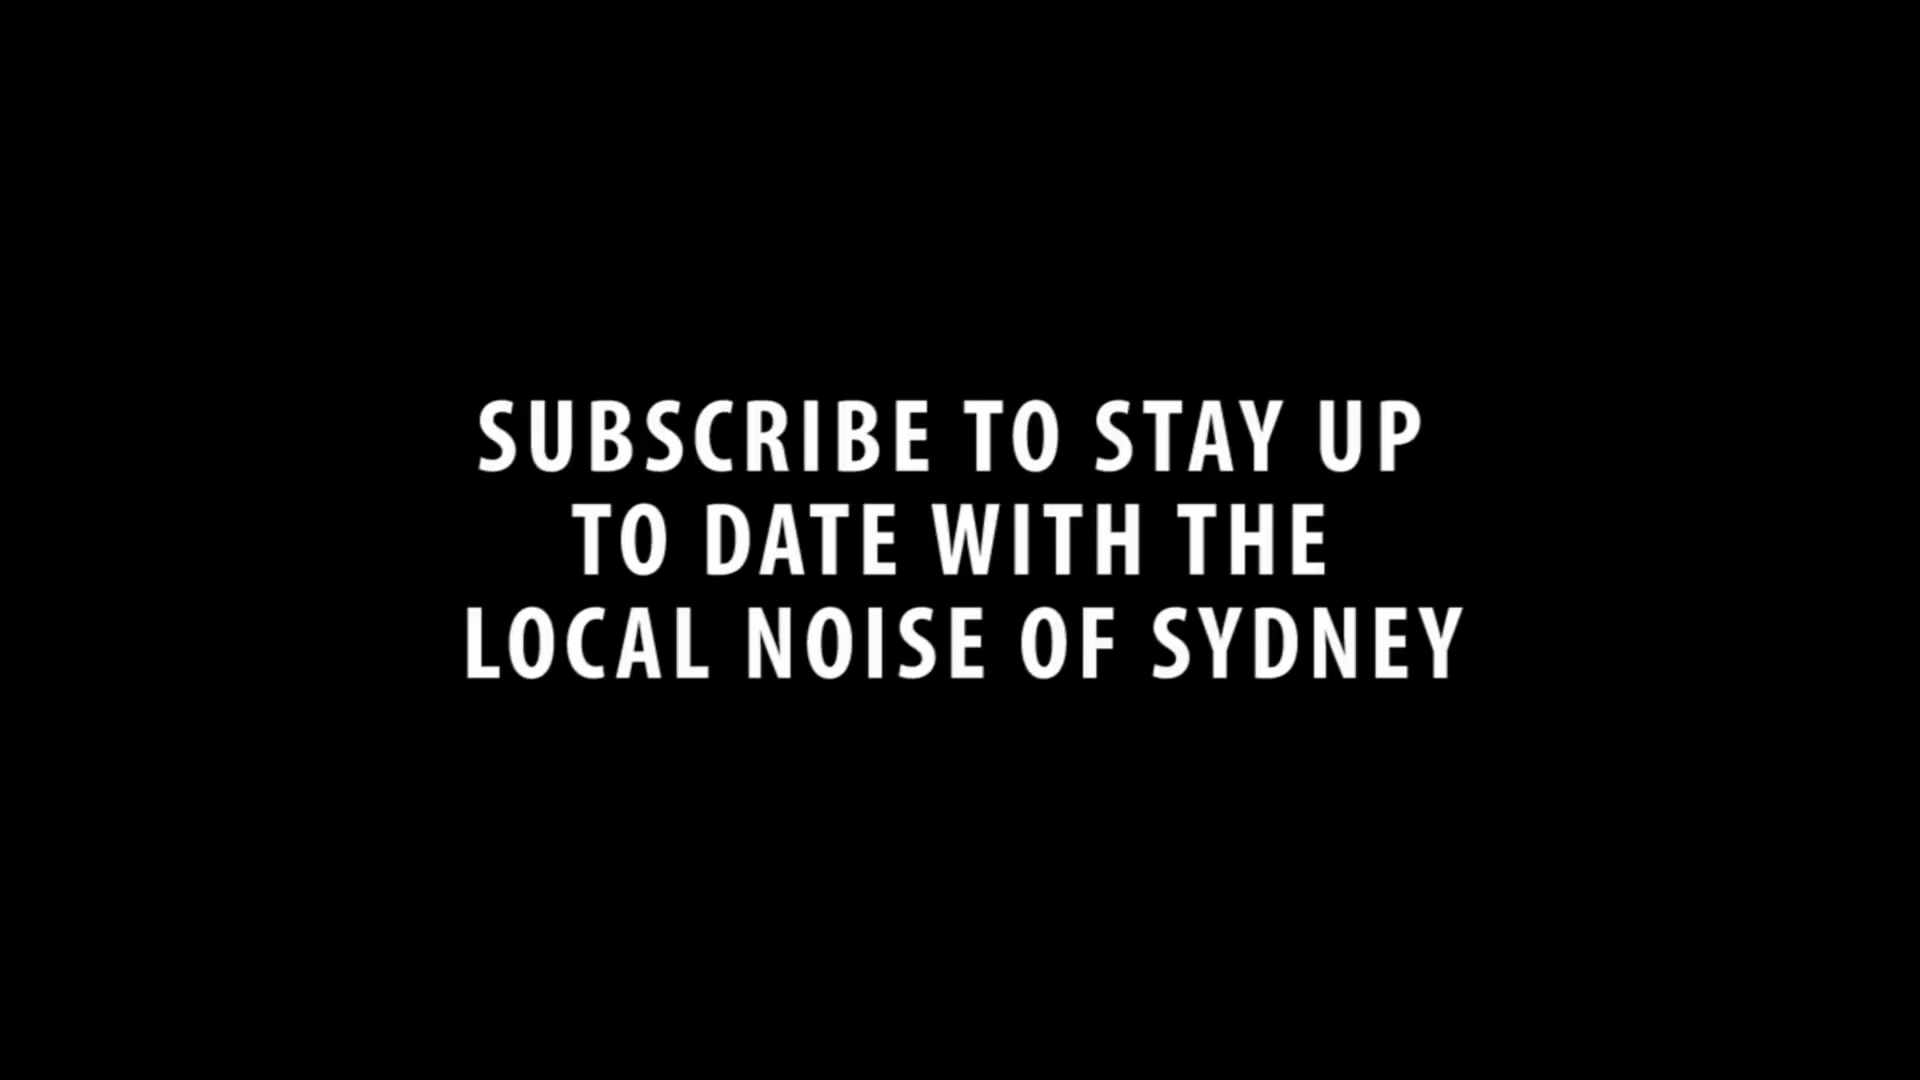 SUBSCRIBE TO STAY UP
TO DATE WITH THE
LOCAL NOISE OF SYDNEY